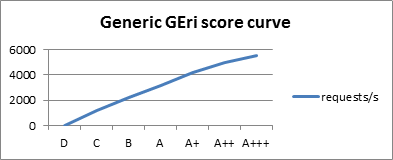 Generic GEri score curve
6000
4000
2000
0
D C B A A+ A++ A+++
requests/s